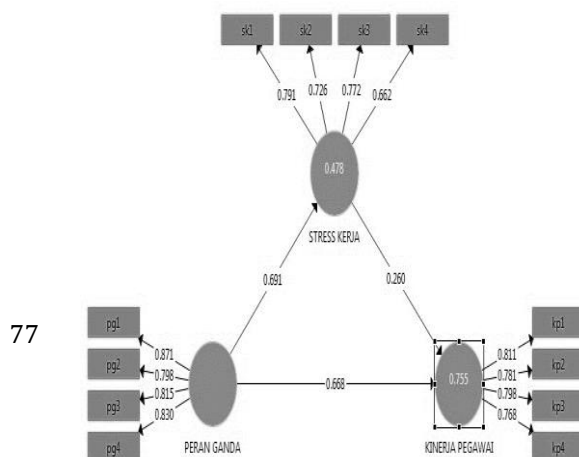 sk1 sk2 sk3 sk4
0.791 0.726 0.772 0.662
0.478
STRESS KERJA
0.691 0.260
77
pg1
pg2
pg3
pg4
0.871
0.798
0.815
0.830
PERAN GANDA
0.668
0.755
KINERJA PEGAWAI
0.811
0.781
0.798
0.768
kp1
kp2
kp3
kp4